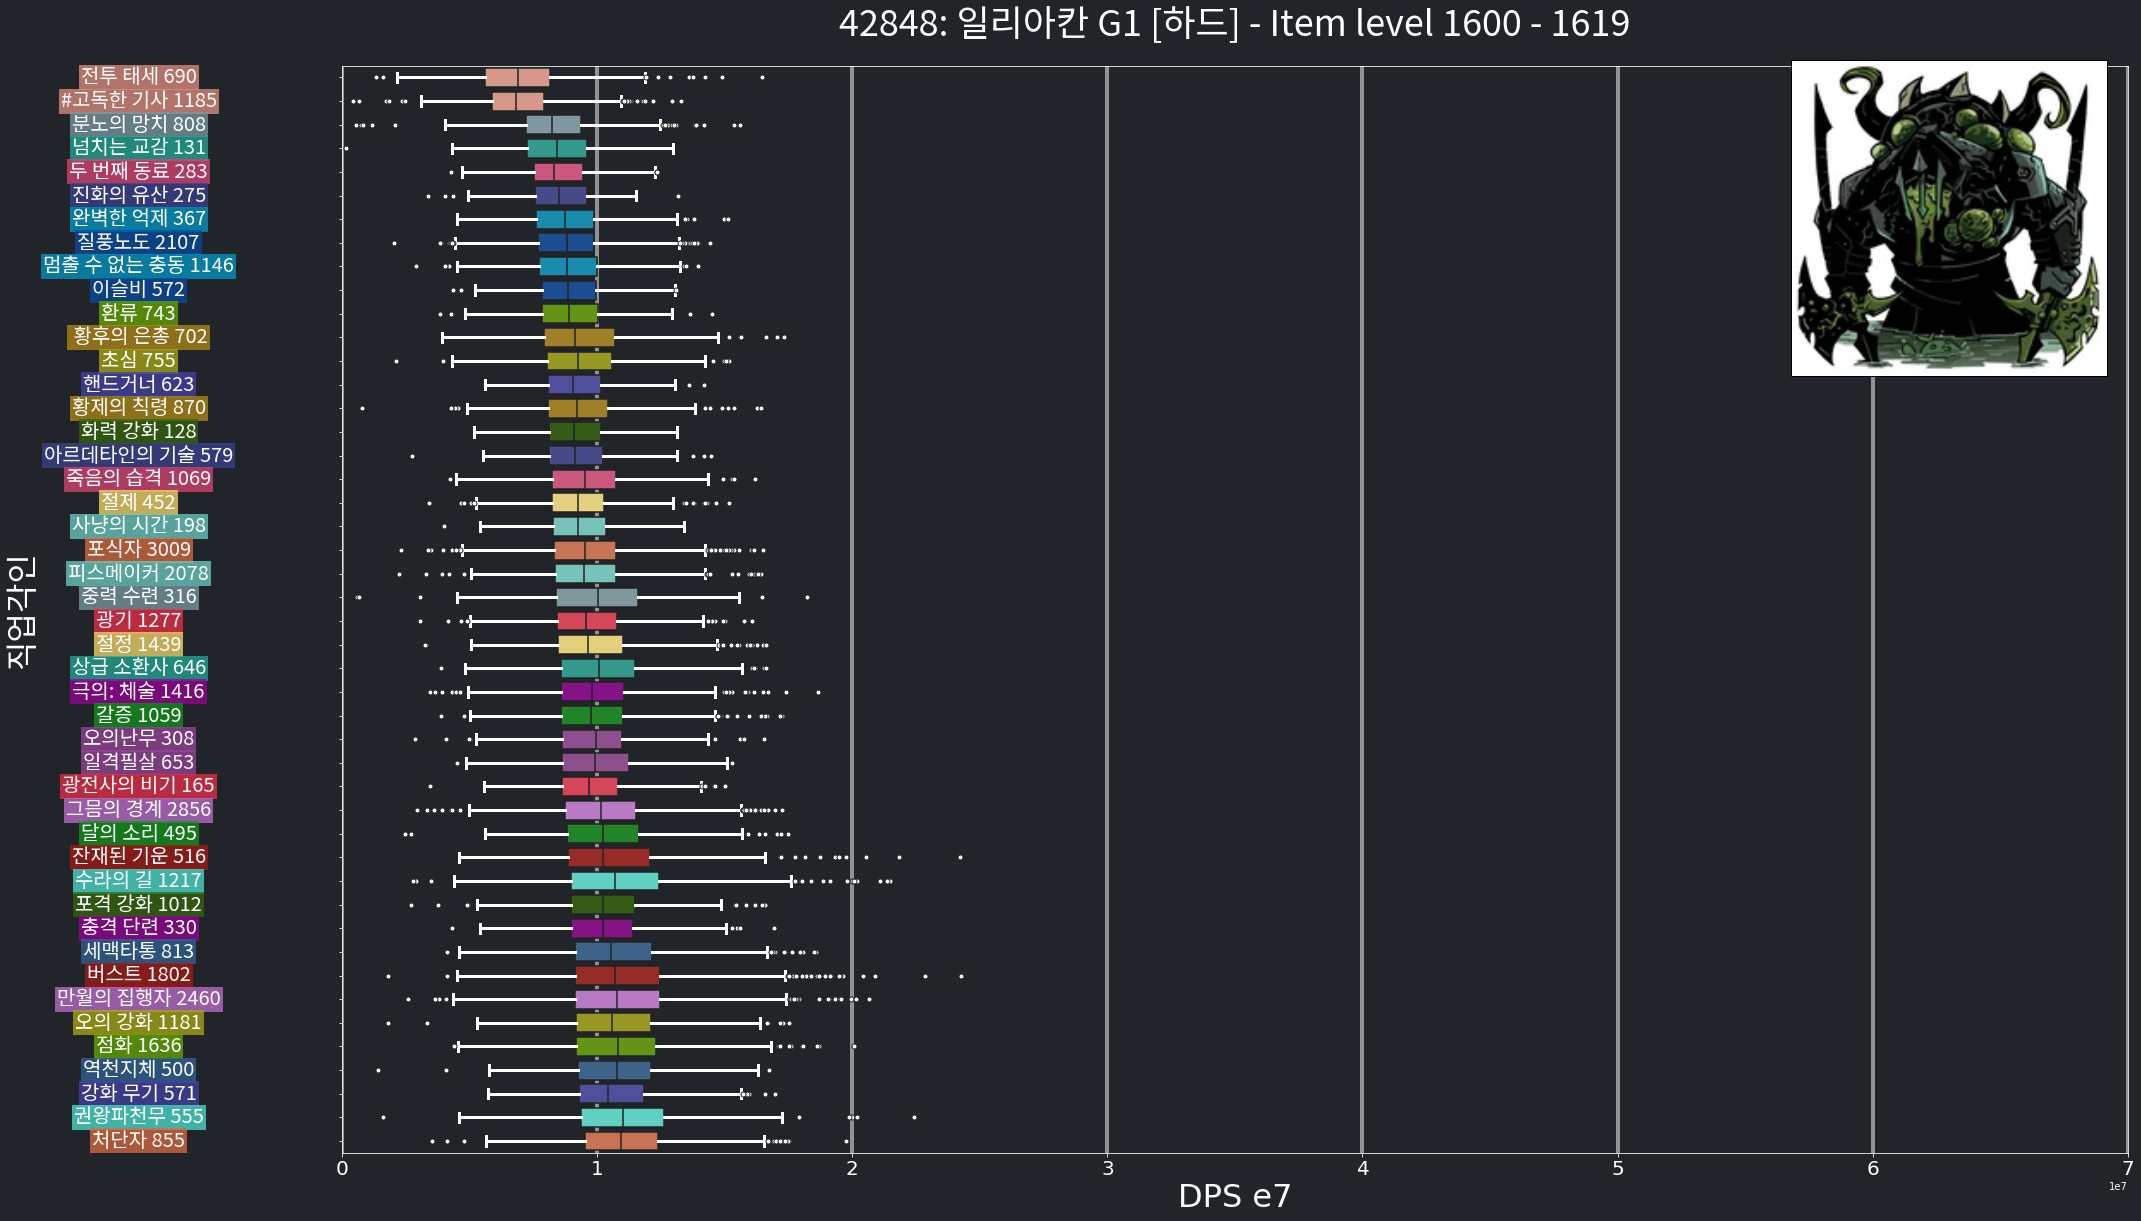 42848: 일리아칸 G1 [하드] - Item level 1600 - 1619
직업각인
전투 태세 690
#고독한 기사 1185
분노의 망치 808
넘치는 교감 131
두 번째 동료 283
진화의 유산 275
완벽한 억제 367
질풍노도 2107
멈출 수 없는 충동 1146
이슬비 572
환류 743
황후의 은총 702
초심 755
핸드거너 623
황제의 칙령 870
화력 강화 128
아르데타인의 기술 579
죽음의 습격 1069
절제 452
사냥의 시간 198
포식자 3009
피스메이커 2078
중력 수련 316
광기 1277
절정 1439
상급 소환사 646
극의: 체술 1416
갈증 1059
오의난무 308
일격필살 653
광전사의 비기 165
그믐의 경계 2856
달의 소리 495
잔재된 기운 516
수라의 길 1217
포격 강화 1012
충격 단련 330
세맥타통 813
버스트 1802
만월의 집행자 2460
오의 강화 1181
점화 1636
역천지체 500
강화 무기 571
권왕파천무 555
처단자 855
0 1 2 3 4 5 6 7
DPS e7
1e7